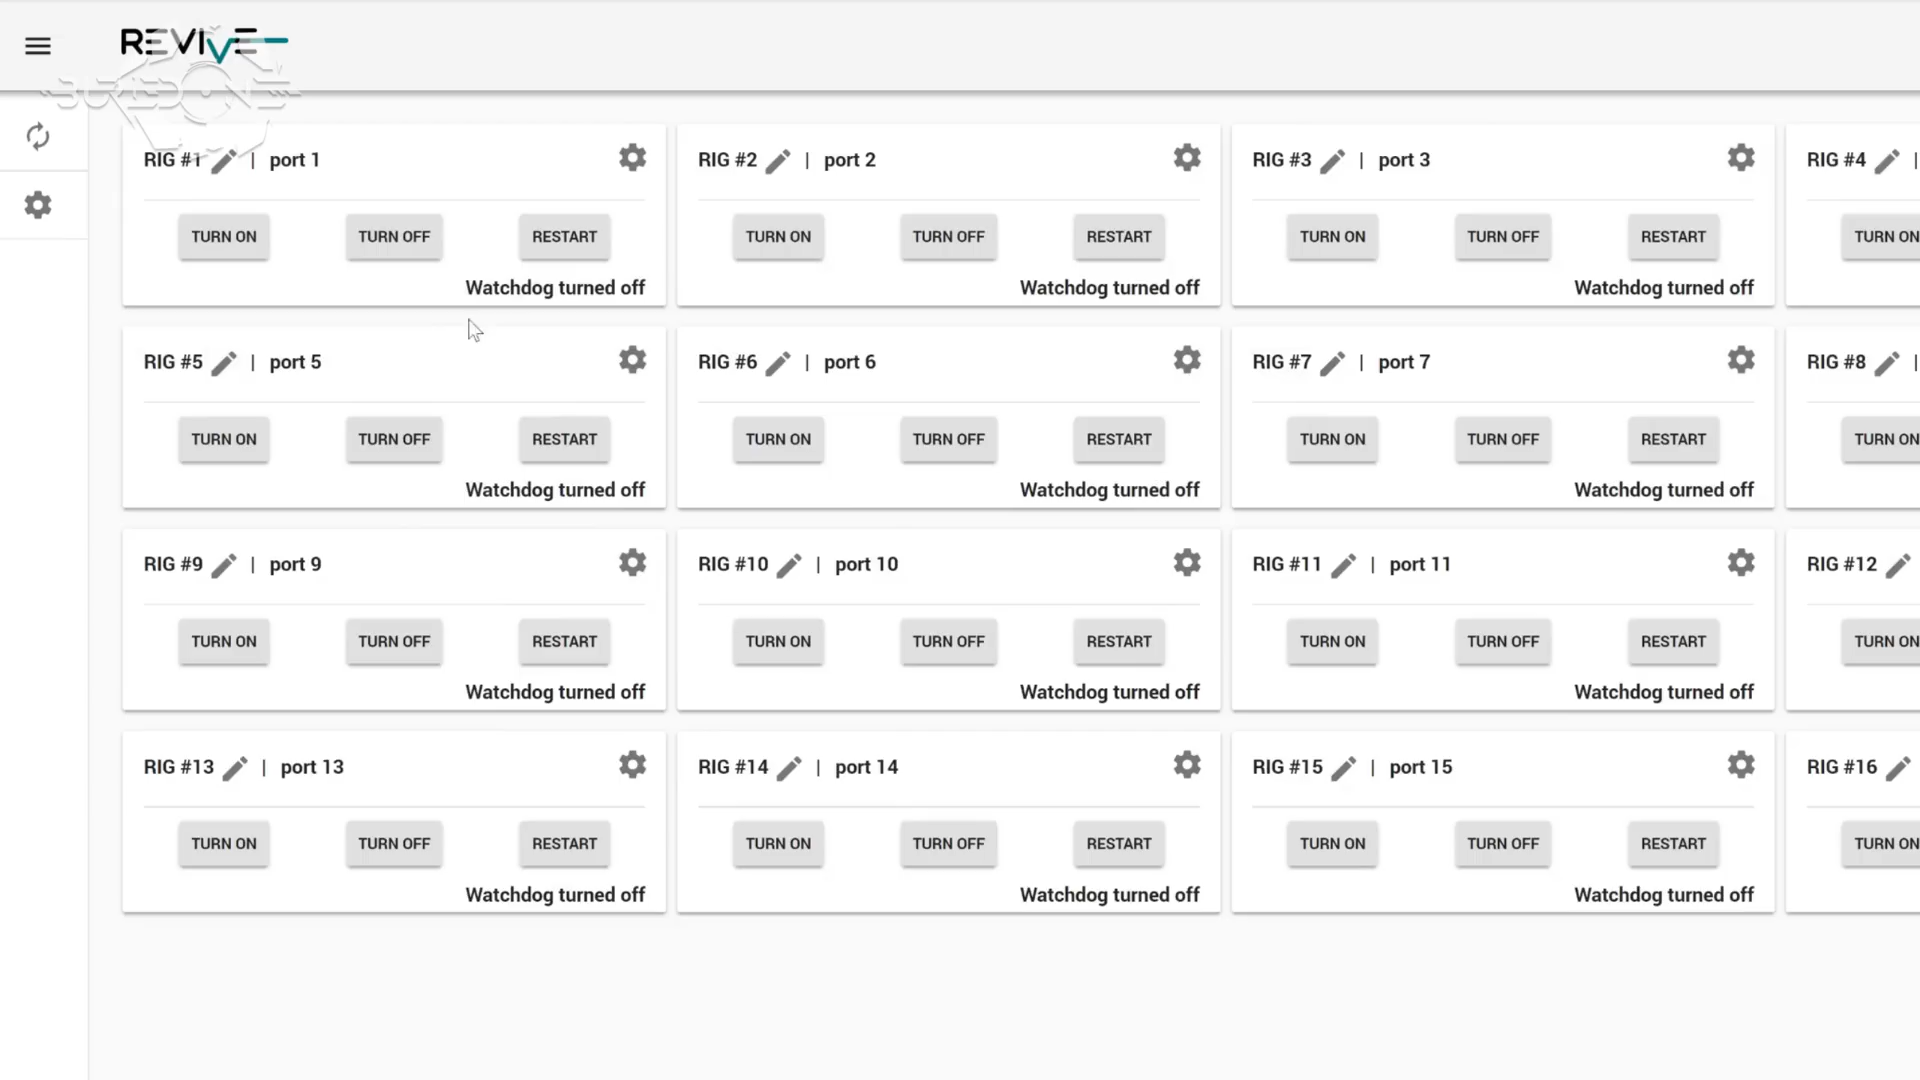 REVIVE
BURIEDONE
RIG #1 | port 1
TURN ON TURN OFF RESTART
Watchdog turned off
RIG #2 | port 2
TURN ON TURN OFF RESTART
Watchdog turned off
RIG #3 | port 3
TURN ON TURN OFF RESTART
Watchdog turned off
RIG #4 |
TURN ON
RIG #5 | port 5
TURN ON TURN OFF RESTART
Watchdog turned off
RIG #6 | port 6
TURN ON TURN OFF RESTART
Watchdog turned off
RIG #7 | port 7
TURN ON TURN OFF RESTART
Watchdog turned off
RIG #8 |
TURN ON
RIG #9 | port 9
TURN ON TURN OFF RESTART
Watchdog turned off
RIG #10 | port 10
TURN ON TURN OFF RESTART
Watchdog turned off
RIG #11 | port 11
TURN ON TURN OFF RESTART
Watchdog turned off
RIG #12
TURN ON
RIG #13 | port 13
TURN ON TURN OFF RESTART
Watchdog turned off
RIG #14 | port 14
TURN ON TURN OFF RESTART
Watchdog turned off
RIG #15 | port 15
TURN ON TURN OFF RESTART
Watchdog turned off
RIG #16
TURN ON